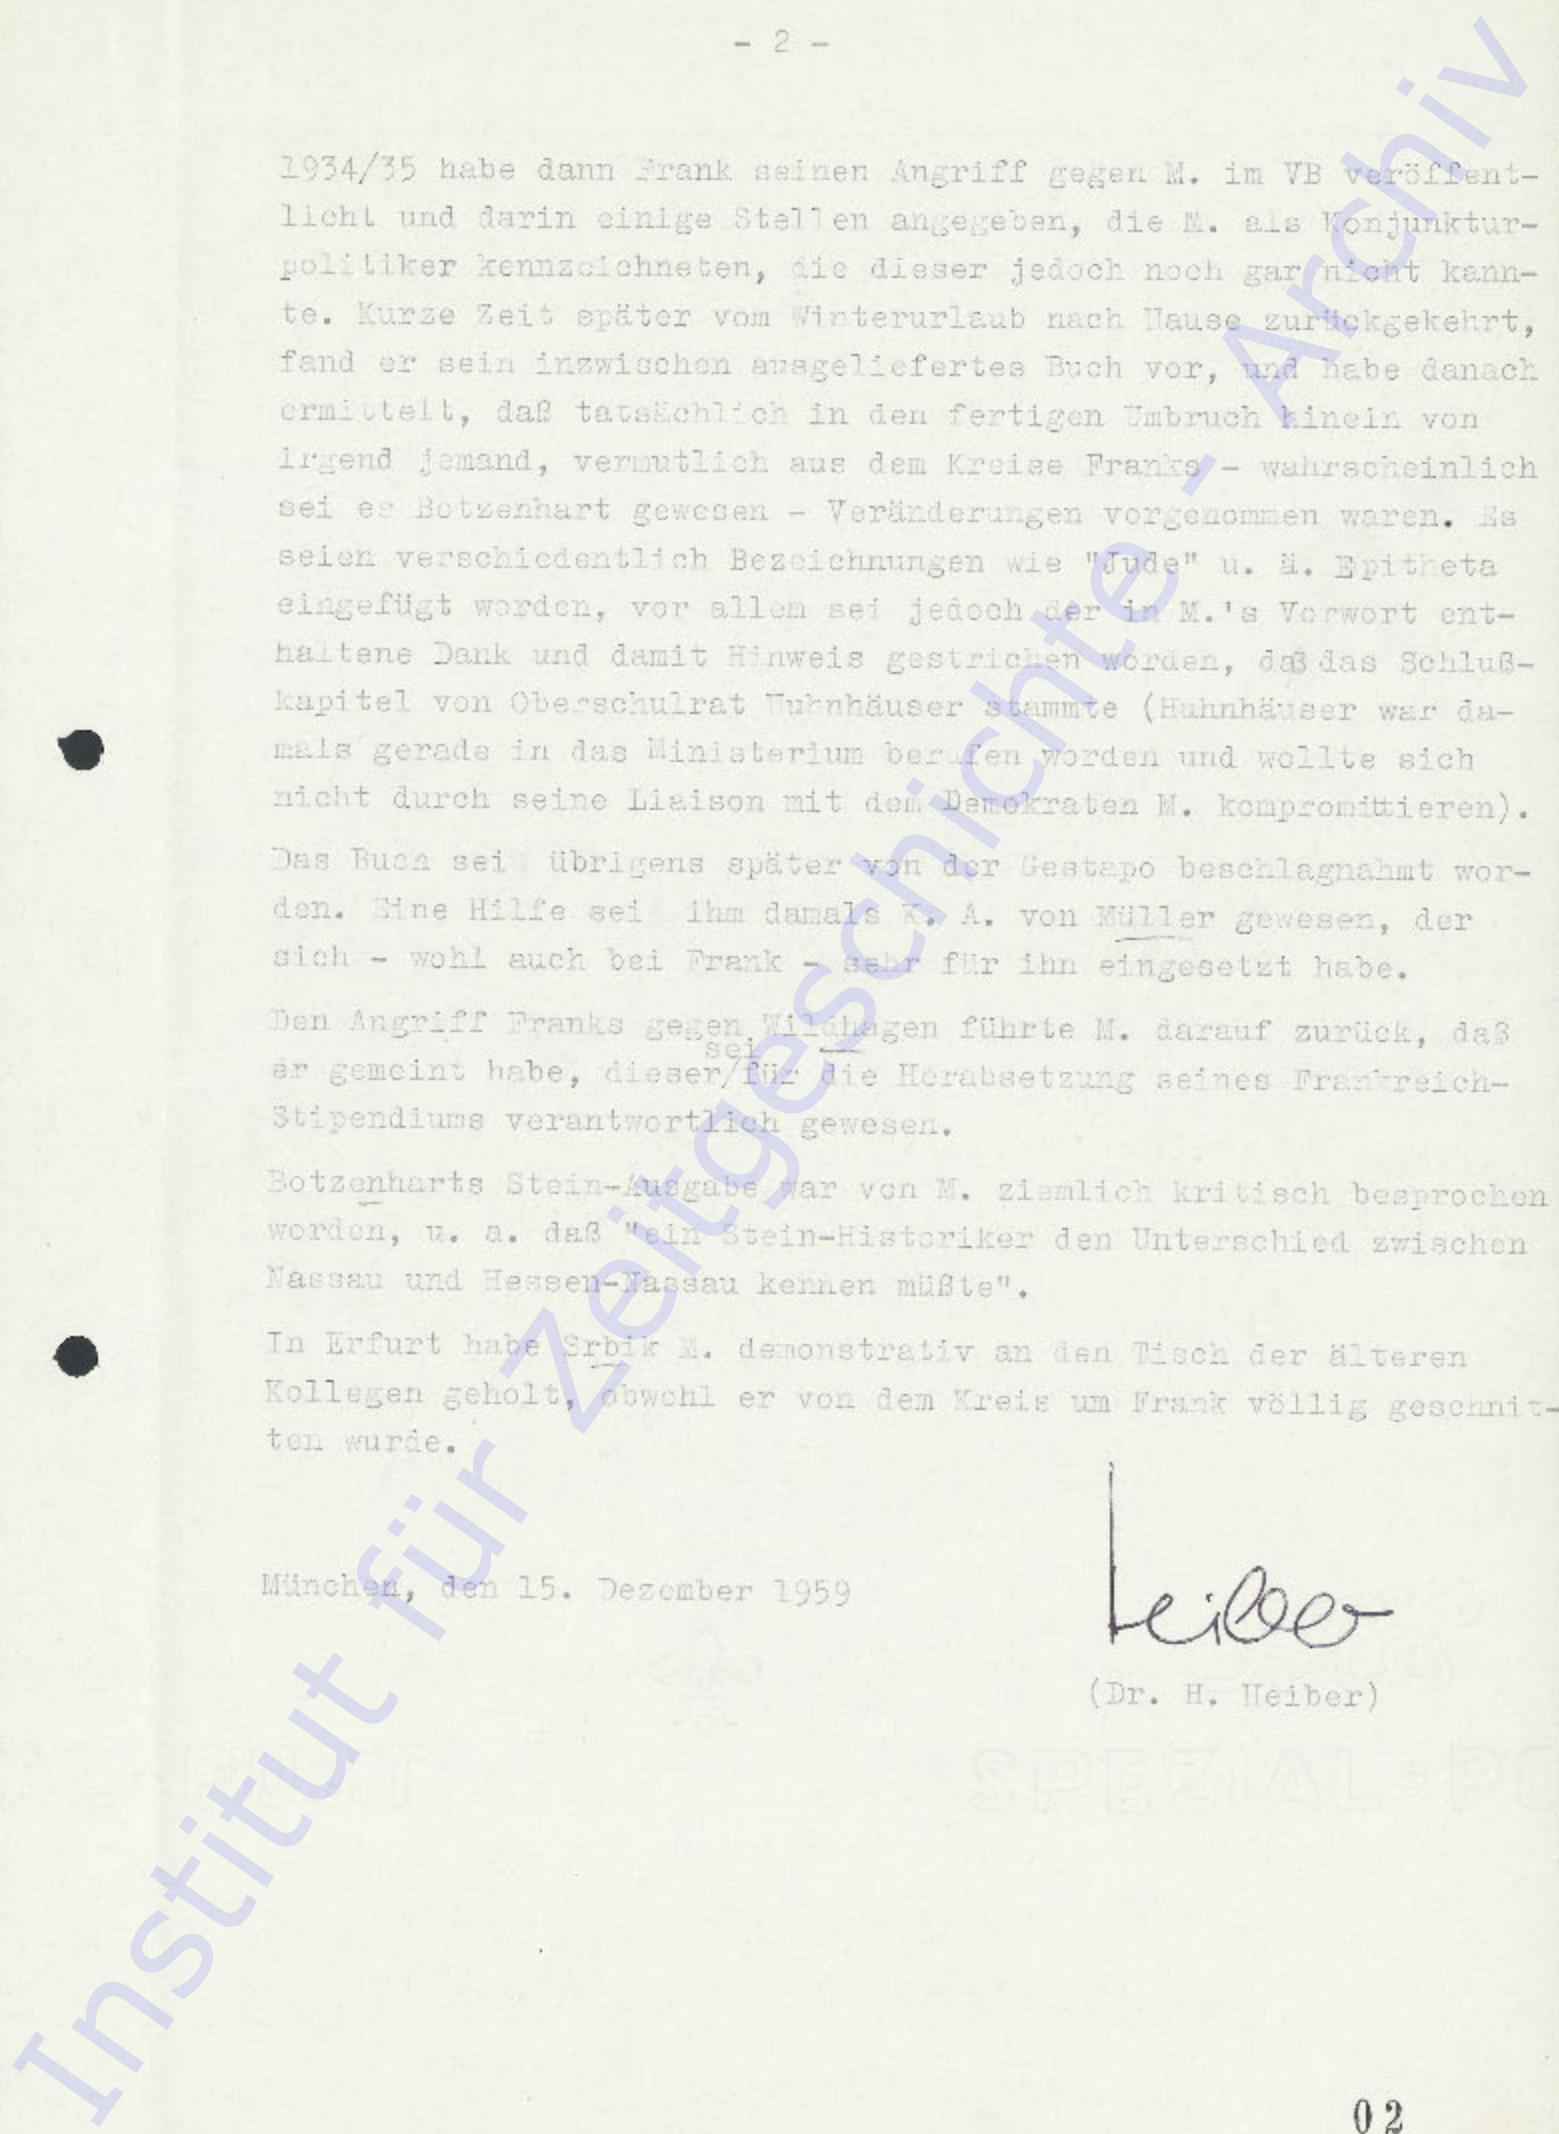 - 2 -
1934/35 habe dann Frank seinen Angriff gegen M. im VB veröffent-
licht und darin einige Stellen angegeben, die M. als Konjunktur-
politiker kennzeichneten, die dieser jedoch noch gar nicht kann-
te. Kurze Zeit später vom Winterurlaub nach Hause zurückgekehrt,
fand er sein inzwischen ausgeliefertes Buch vor, und habe danach
ermittelt, daß tatsächlich in den fertigen Umbruch hinein von
irgend jemand, vermutlich aus dem Kreise Franks - wahrscheinlich
sei es Botzenhart gewesen - Veränderungen vorgenommen waren. Es
seien verschiedentlich Bezeichnungen wie "Jude" u. ä. Epitheta
eingefügt worden, vor allem sei jedoch der in M.'s Vorwort ent-
haltene Dank und damit Hinweis gestrichen worden, daß das Schluß-
kapitel von Oberschulrat Huhnhäuser stammte (Huhnhäuser war da-
mals gerade in das Ministerium berufen worden und wollte sich
nicht durch seine Liaison mit dem Demokraten M. kompromittieren).
Das Buch sei übrigens später von der Gestapo beschlagnahmt wor-
den. Eine Hilfe sei ihm damals K. A. von Müller gewesen, der
sich - wohl auch bei Frank - sehr für ihn eingesetzt habe.
Den Angriff Franks gegen Wildhagen führte M. darauf zurück, daß
er gemeint habe, dieser/sei für die Herabsetzung seines Frankreich-
Stipendiums verantwortlich gewesen.
Botzenharts Stein-Ausgabe war von M. ziemlich kritisch besprochen
worden, u. a. daß "ein Stein-Historiker den Unterschied zwischen
Nassau und Hessen-Nassau kennen müßte".
In Erfurt habe Srbik M. demonstrativ an den Tisch der älteren
Kollegen geholt, obwohl er von dem Kreis um Frank völlig geschnit-
ten wurde.
München, den 15. Dezember 1959
Heiber
(Dr. H. Heiber)
SPEZIAL-PO
02
Institut für Zeitgeschichte - Archiv